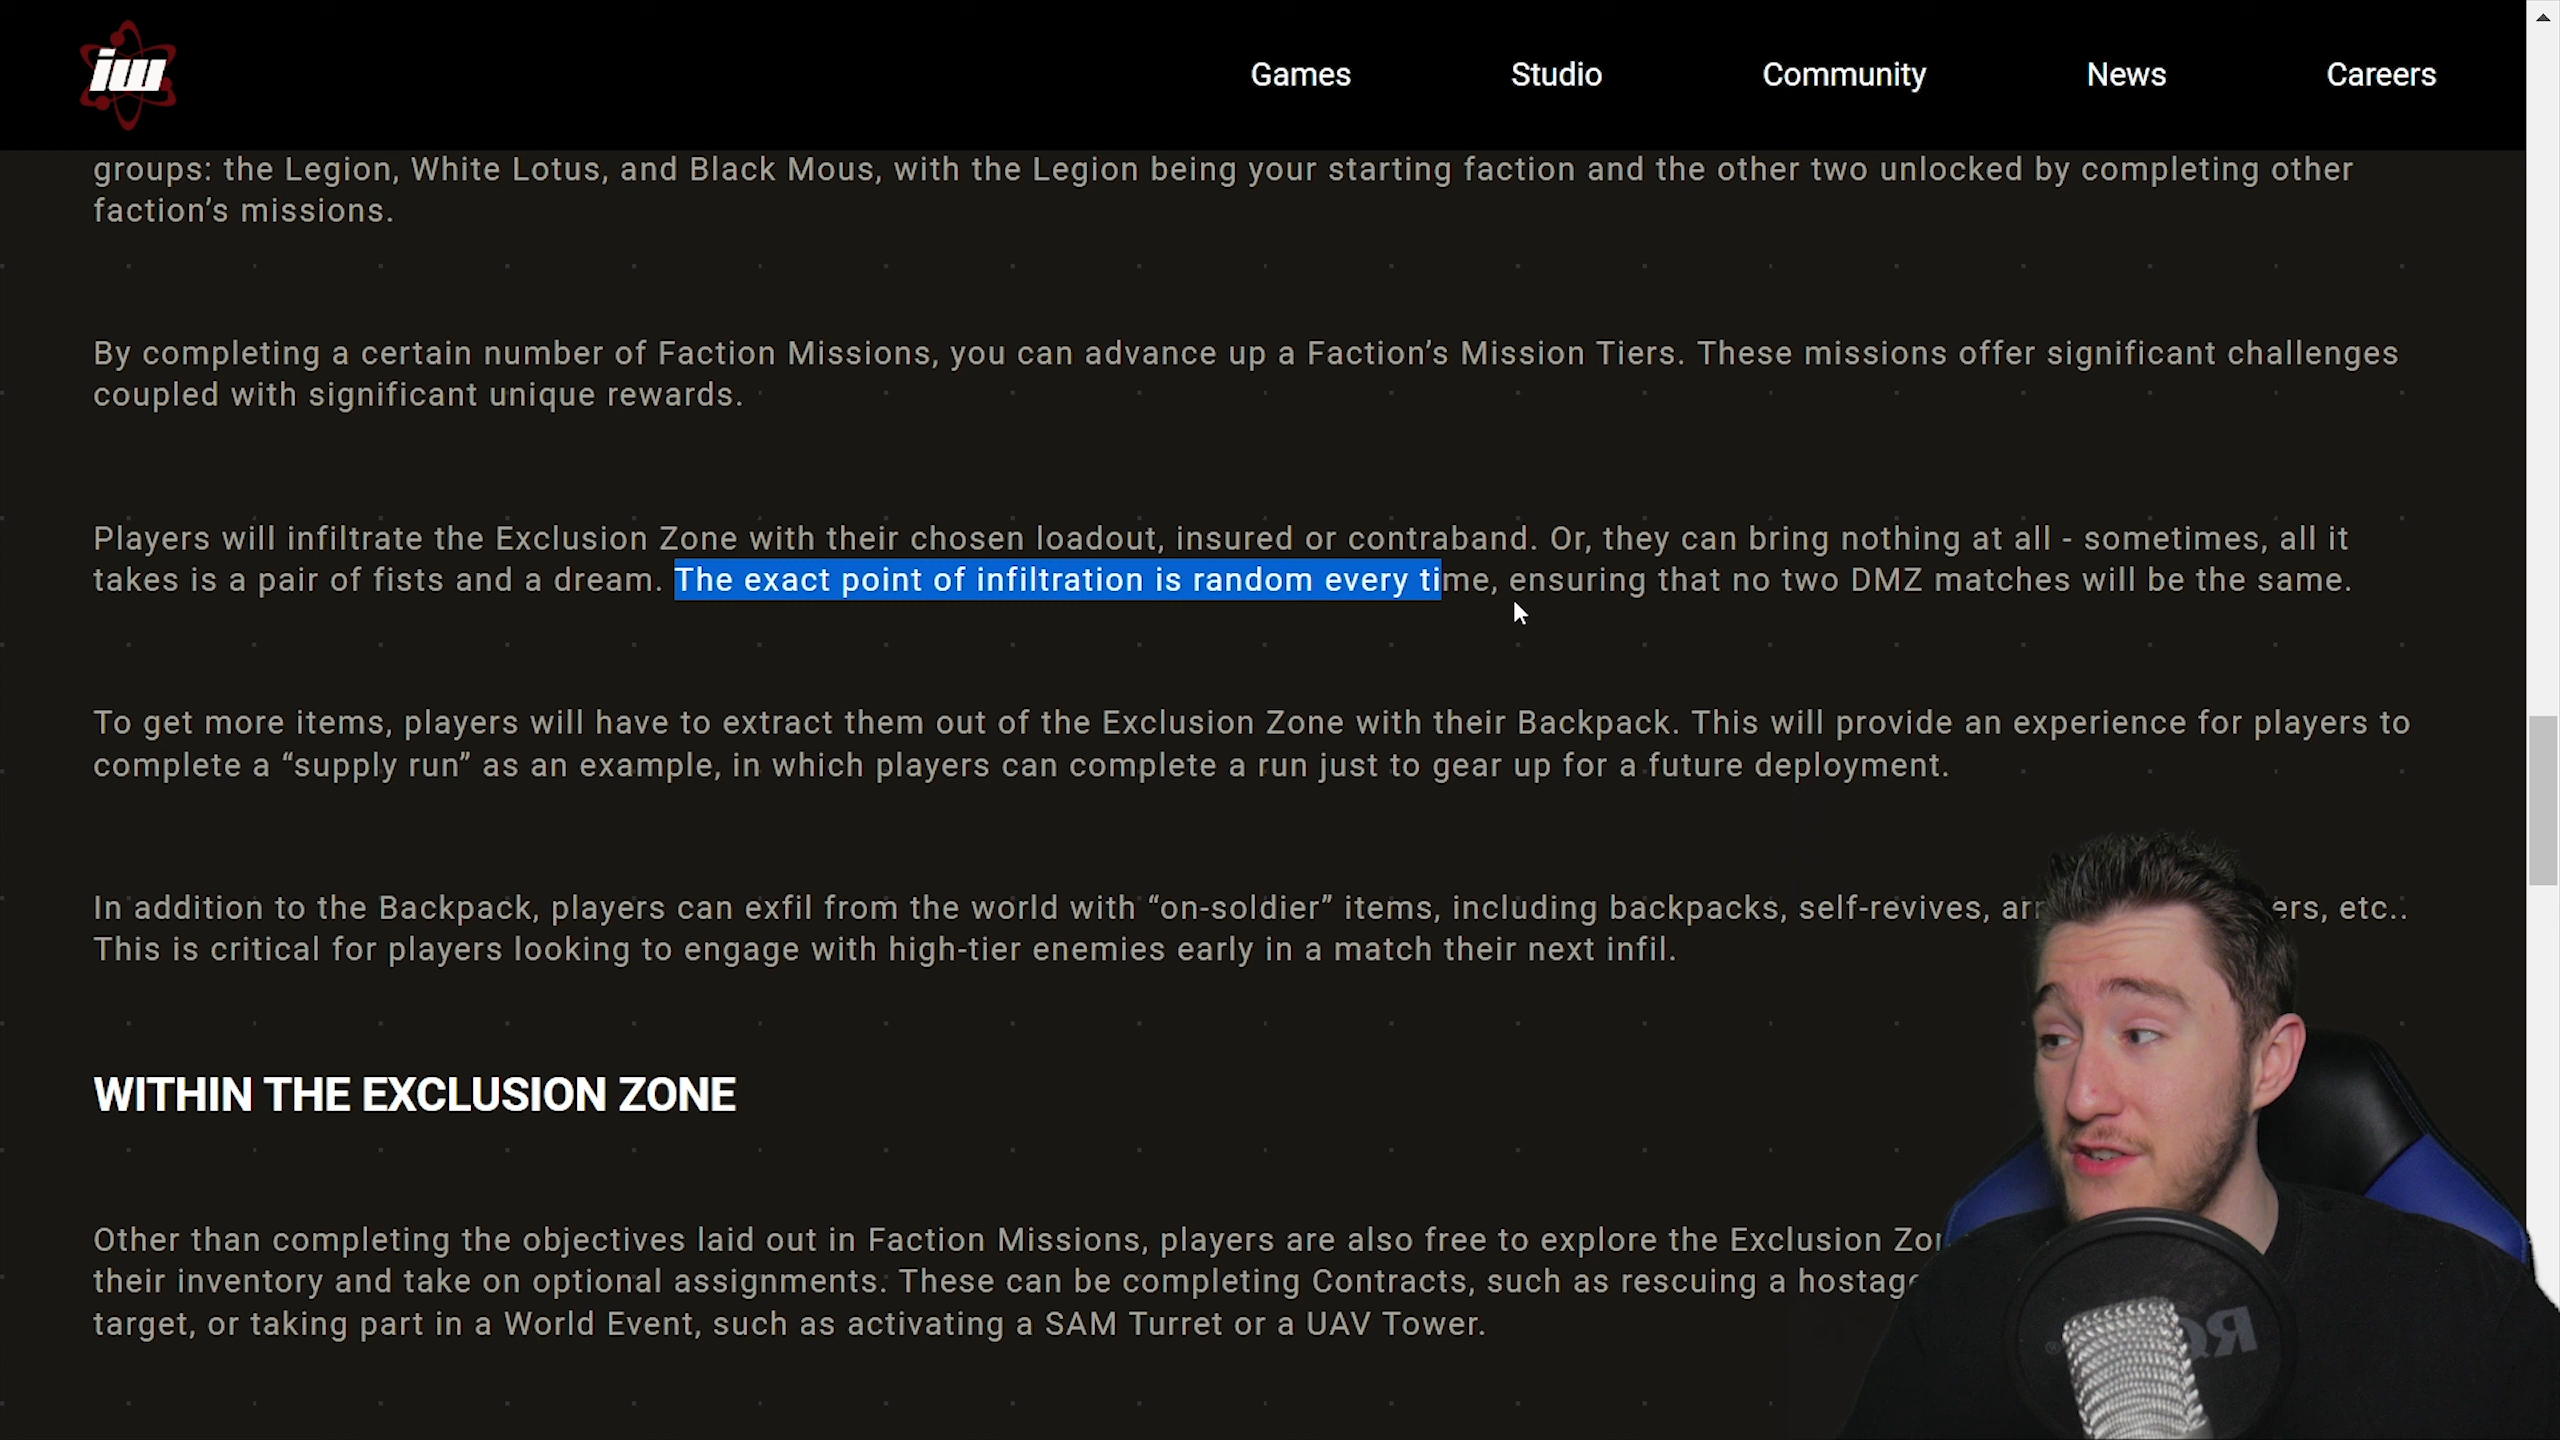 iw
Games Studio Community News Careers
groups: the Legion, White Lotus, and Black Mous, with the Legion being your starting faction and the other two unlocked by completing other
faction’s missions.
By completing a certain number of Faction Missions, you can advance up a Faction’s Mission Tiers. These missions offer significant challenges
coupled with significant unique rewards.
Players will infiltrate the Exclusion Zone with their chosen loadout, insured or contraband. Or, they can bring nothing at all - sometimes, all it
takes is a pair of fists and a dream. The exact point of infiltration is random every time, ensuring that no two DMZ matches will be the same.
To get more items, players will have to extract them out of the Exclusion Zone with their Backpack. This will provide an experience for players to
complete a “supply run” as an example, in which players can complete a run just to gear up for a future deployment.
In addition to the Backpack, players can exfil from the world with “on-soldier” items, including backpacks, self-revives, etc..
This is critical for players looking to engage with high-tier enemies early in a match their next infil.
WITHIN THE EXCLUSION ZONE
Other than completing the objectives laid out in Faction Missions, players are also free to explore the Exclusion
their inventory and take on optional assignments. These can be completing Contracts, such as rescuing a hostage
target, or taking part in a World Event, such as activating a SAM Turret or a UAV Tower.